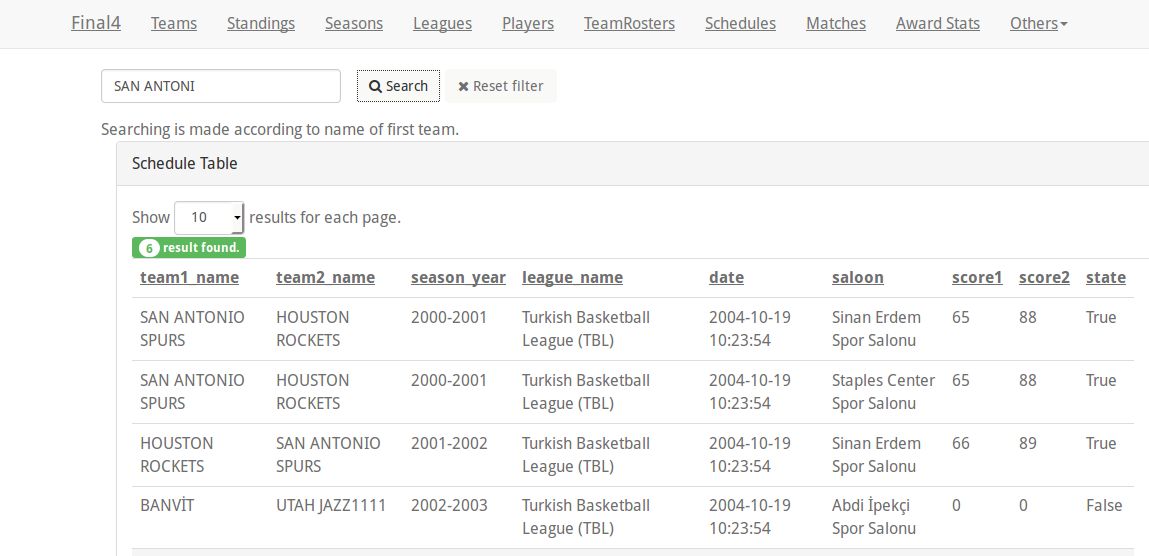 Final4 Teams Standings Seasons Leagues Players TeamRosters Schedules Matches Award Stats Others
SAN ANTONI Search Reset filter
Searching is made according to name of first team.
Schedule Table
Show 10 results for each page.
6 result found.
team1_name team2_name season_year league_name date saloon score1 score2 state
SAN ANTONIO HOUSTON 2000-2001 Turkish Basketball 2004-10-19 Sinan Erdem 65 88 True
SPURS ROCKETS League (TBL) 10:23:54 Spor Salonu
SAN ANTONIO HOUSTON 2000-2001 Turkish Basketball 2004-10-19 Staples Center 65 88 True
SPURS ROCKETS League (TBL) 10:23:54 Spor Salonu
HOUSTON SAN ANTONIO 2001-2002 Turkish Basketball 2004-10-19 Sinan Erdem 66 89 True
ROCKETS SPURS League (TBL) 10:23:54 Spor Salonu
BANVİT UTAH JAZZ1111 2002-2003 Turkish Basketball 2004-10-19 Abdi İpekçi 0 0 False
League (TBL) 10:23:54 Spor Salonu